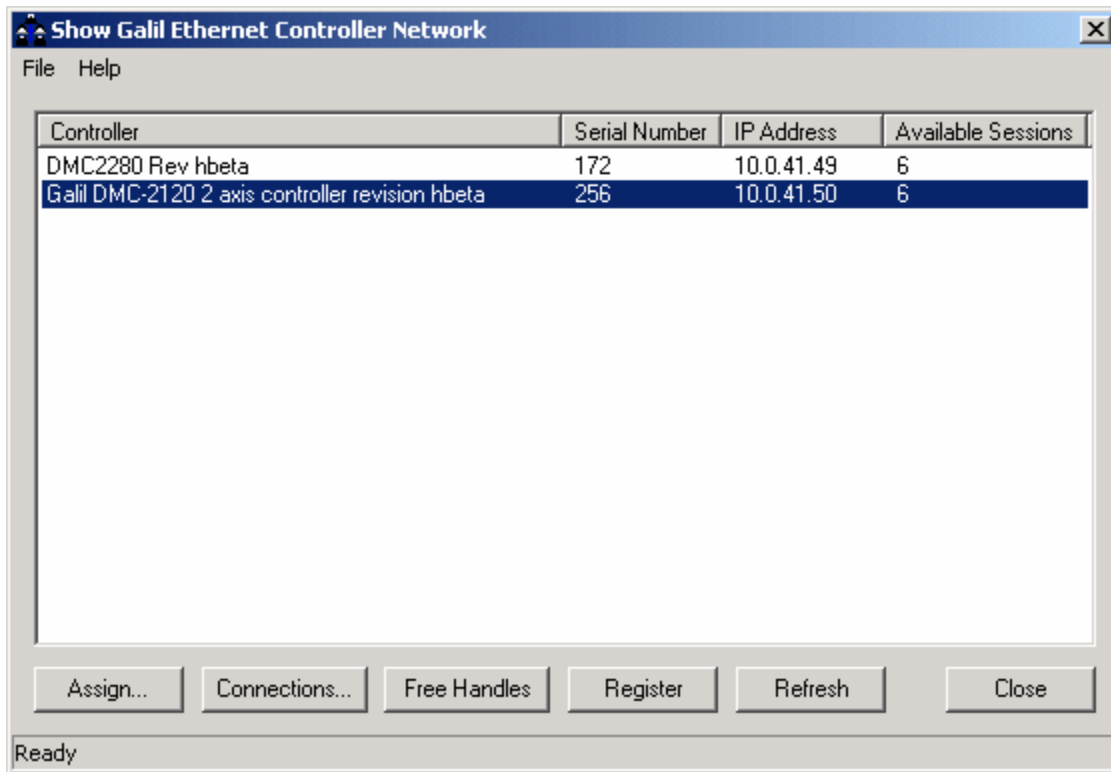 Show Galil Ethernet Controller Network
File Help
Controller Serial Number IP Address Available Sessions
DMC2280 Rev hbeta 172 10.0.41.49 6
Galil DMC-2120 2 axis controller revision hbeta 256 10.0.41.50 6
Assign... Connections... Free Handles Register Refresh Close
Ready